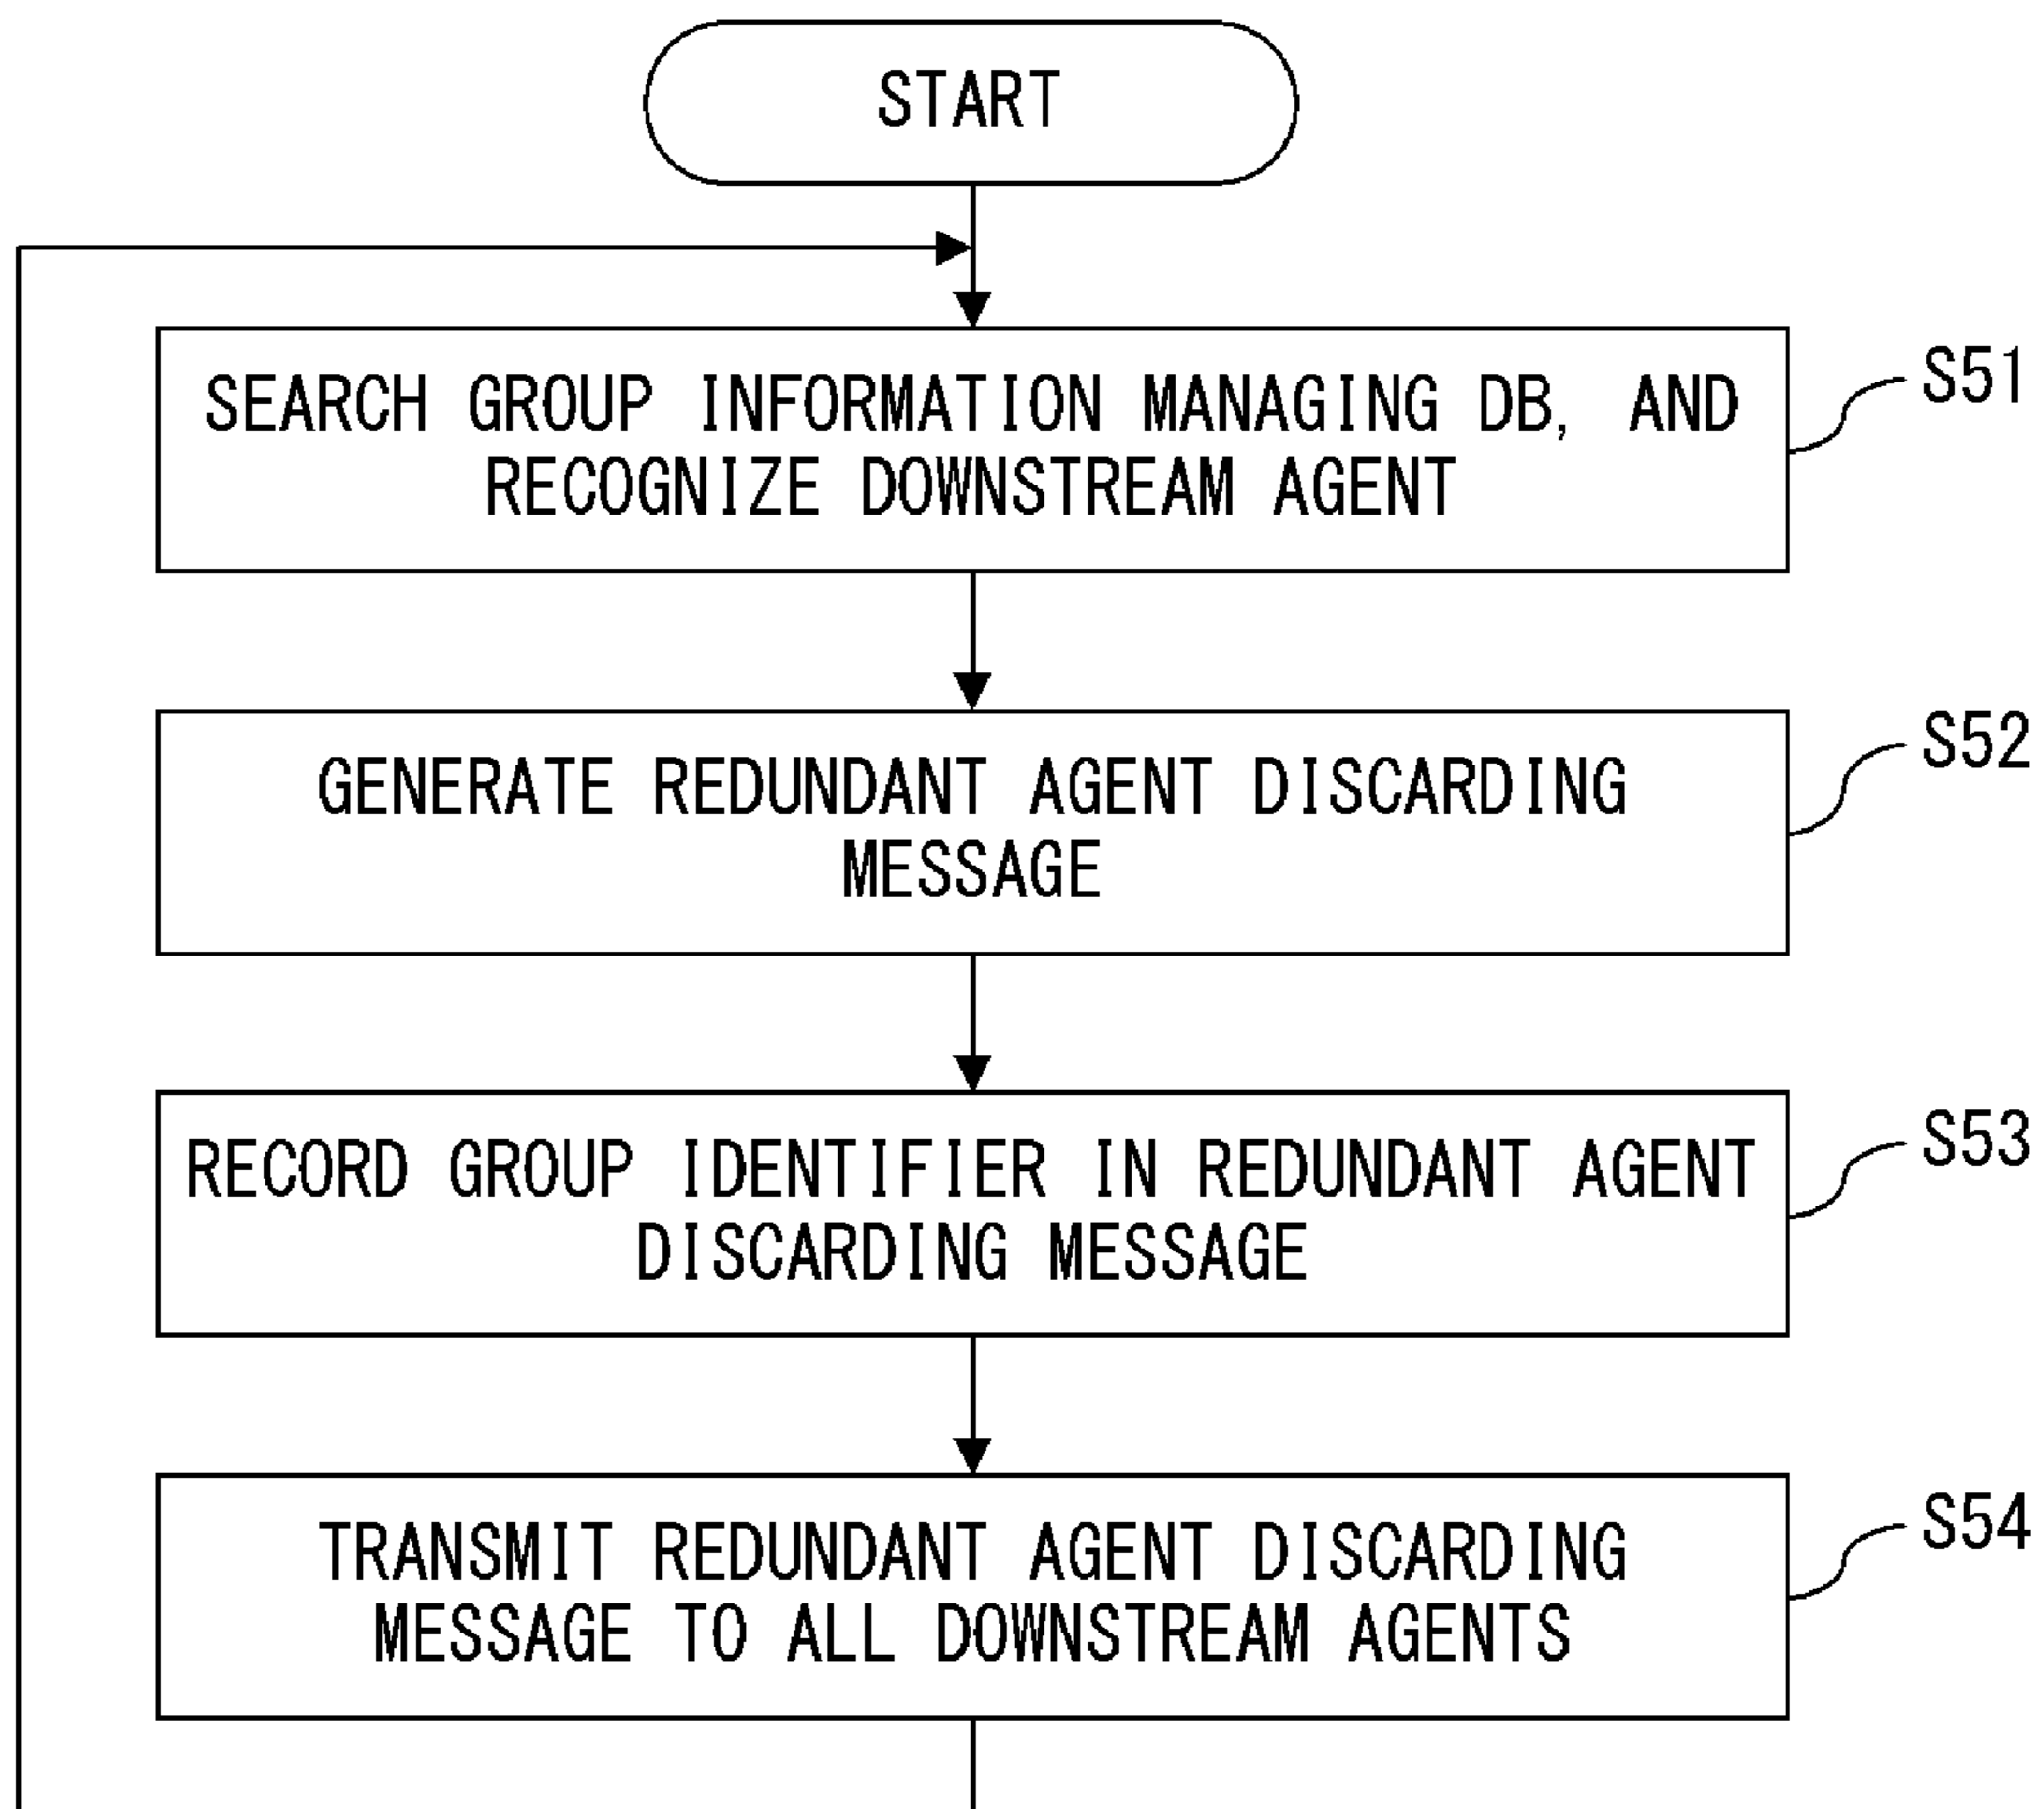 START
SEARCH GROUP INFORMATION MANAGING DB, AND
RECOGNIZE DOWNSTREAM AGENT
S51
GENERATE REDUNDANT AGENT DISCARDING
MESSAGE
S52
RECORD GROUP IDENTIFIER IN REDUNDANT AGENT
DISCARDING MESSAGE
S53
TRANSMIT REDUNDANT AGENT DISCARDING
MESSAGE TO ALL DOWNSTREAM AGENTS
S54